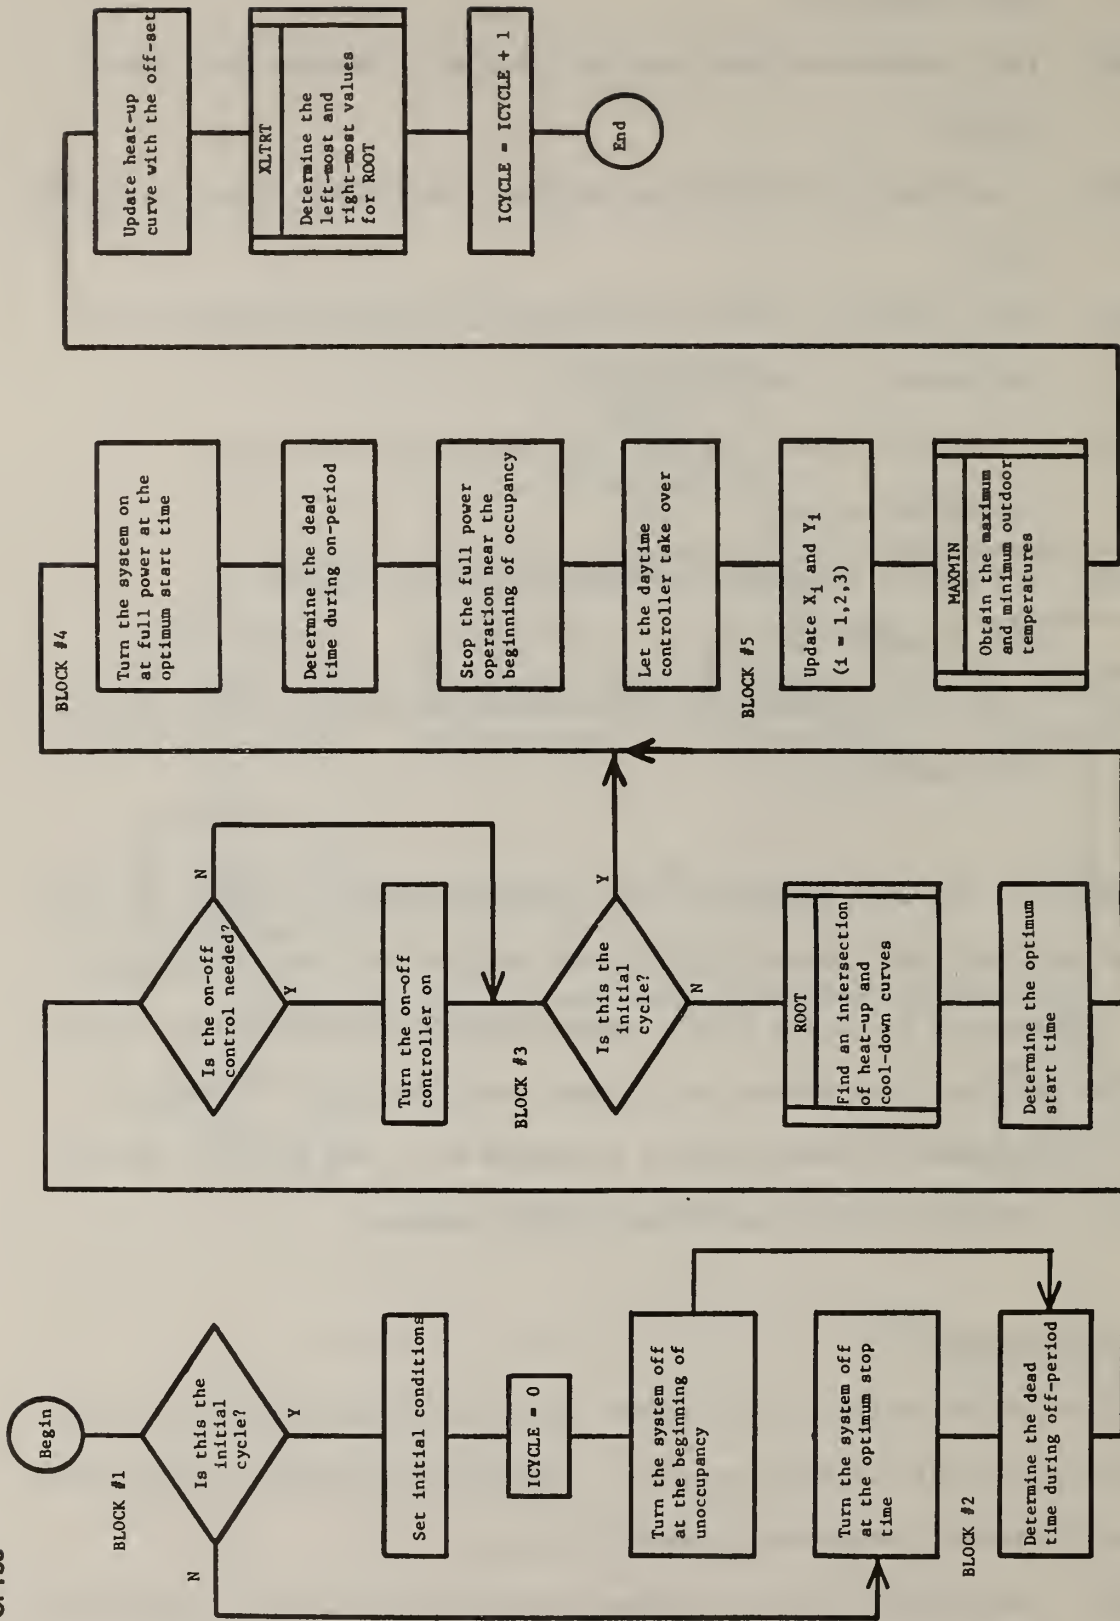 Begin
BLOCK #1
Is this the
initial
cycle?
N
Y
Set initial conditions
ICYCLE = 0
Turn the system off
at the beginning of
unoccupancy
Turn the system off
at the optimum stop
time
BLOCK #2
Determine the dead
time during off-period
Is the on-off
control needed?
N
Y
Turn the on-off
controller on
BLOCK #3
Is this the
initial
cycle?
Y
N
ROOT
Find an intersection
of heat-up and
cool-down curves
Determine the optimum
start time
BLOCK #4
Turn the system on
at full power at the
optimum start time
Determine the dead
time during on-period
Stop the full power
operation near the
beginning of occupancy
Let the daytime
controller take over
BLOCK #5
Update Xi and Yi
(i = 1,2,3)
MAXMIN
Obtain the maximum
and minimum outdoor
temperatures
Update heat-up
curve with the off-set
XLTRT
Determine the
left-most and
right-most values
for ROOT
ICYCLE = ICYCLE + 1
End